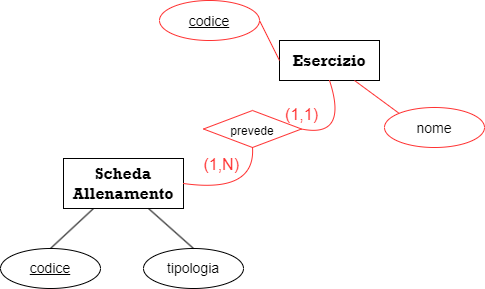 codice
Esercizio
(1,1)
prevede
nome
(1,N)
Scheda
Allenamento
codice
tipologia